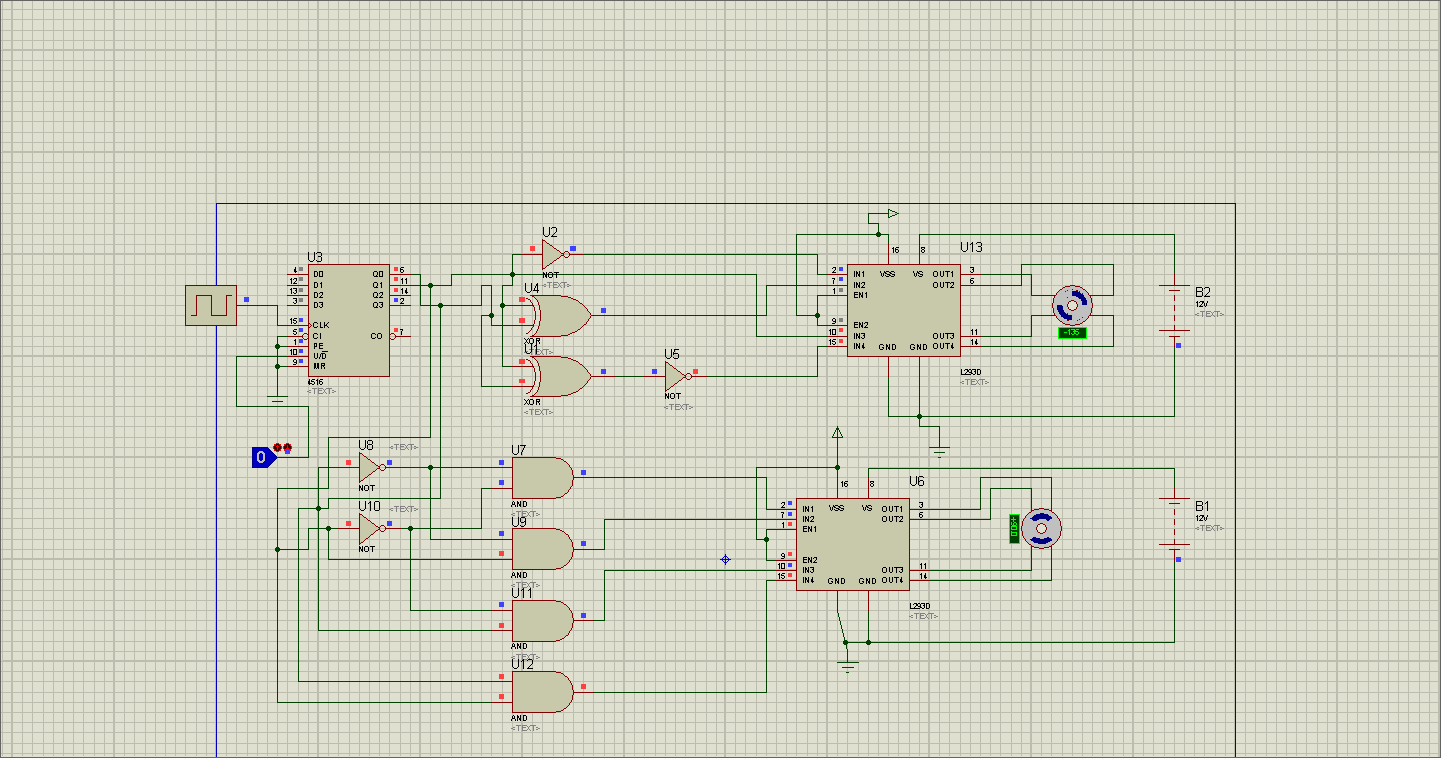 U3
4 D0 Q0 6
12 D1 Q1 11
13 D2 Q2 14
3 D3 Q3 2
15 CLK
5 CI CO 7
1 PE
10 U/D
9 MR
4516
<TEXT>
0
U2
NOT
<TEXT>
U4
XOR
<TEXT>
U1
XOR
<TEXT>
U5
NOT
<TEXT>
U13
16 8
2 IN1 VSS VS OUT1 3
7 IN2 OUT2 6
1 EN1
9 EN2
10 IN3 OUT3 11
15 IN4 GND GND OUT4 14
L293D
<TEXT>
-135
B2
12V
<TEXT>
U8
<TEXT>
NOT
U10
<TEXT>
NOT
U7
AND
<TEXT>
U9
AND
<TEXT>
U11
AND
<TEXT>
U12
AND
<TEXT>
U6
16 8
2 IN1 VSS VS OUT1 3
7 IN2 OUT2 6
1 EN1
9 EN2
10 IN3 OUT3 11
15 IN4 GND GND OUT4 14
L293D
<TEXT>
+90.0
B1
12V
<TEXT>